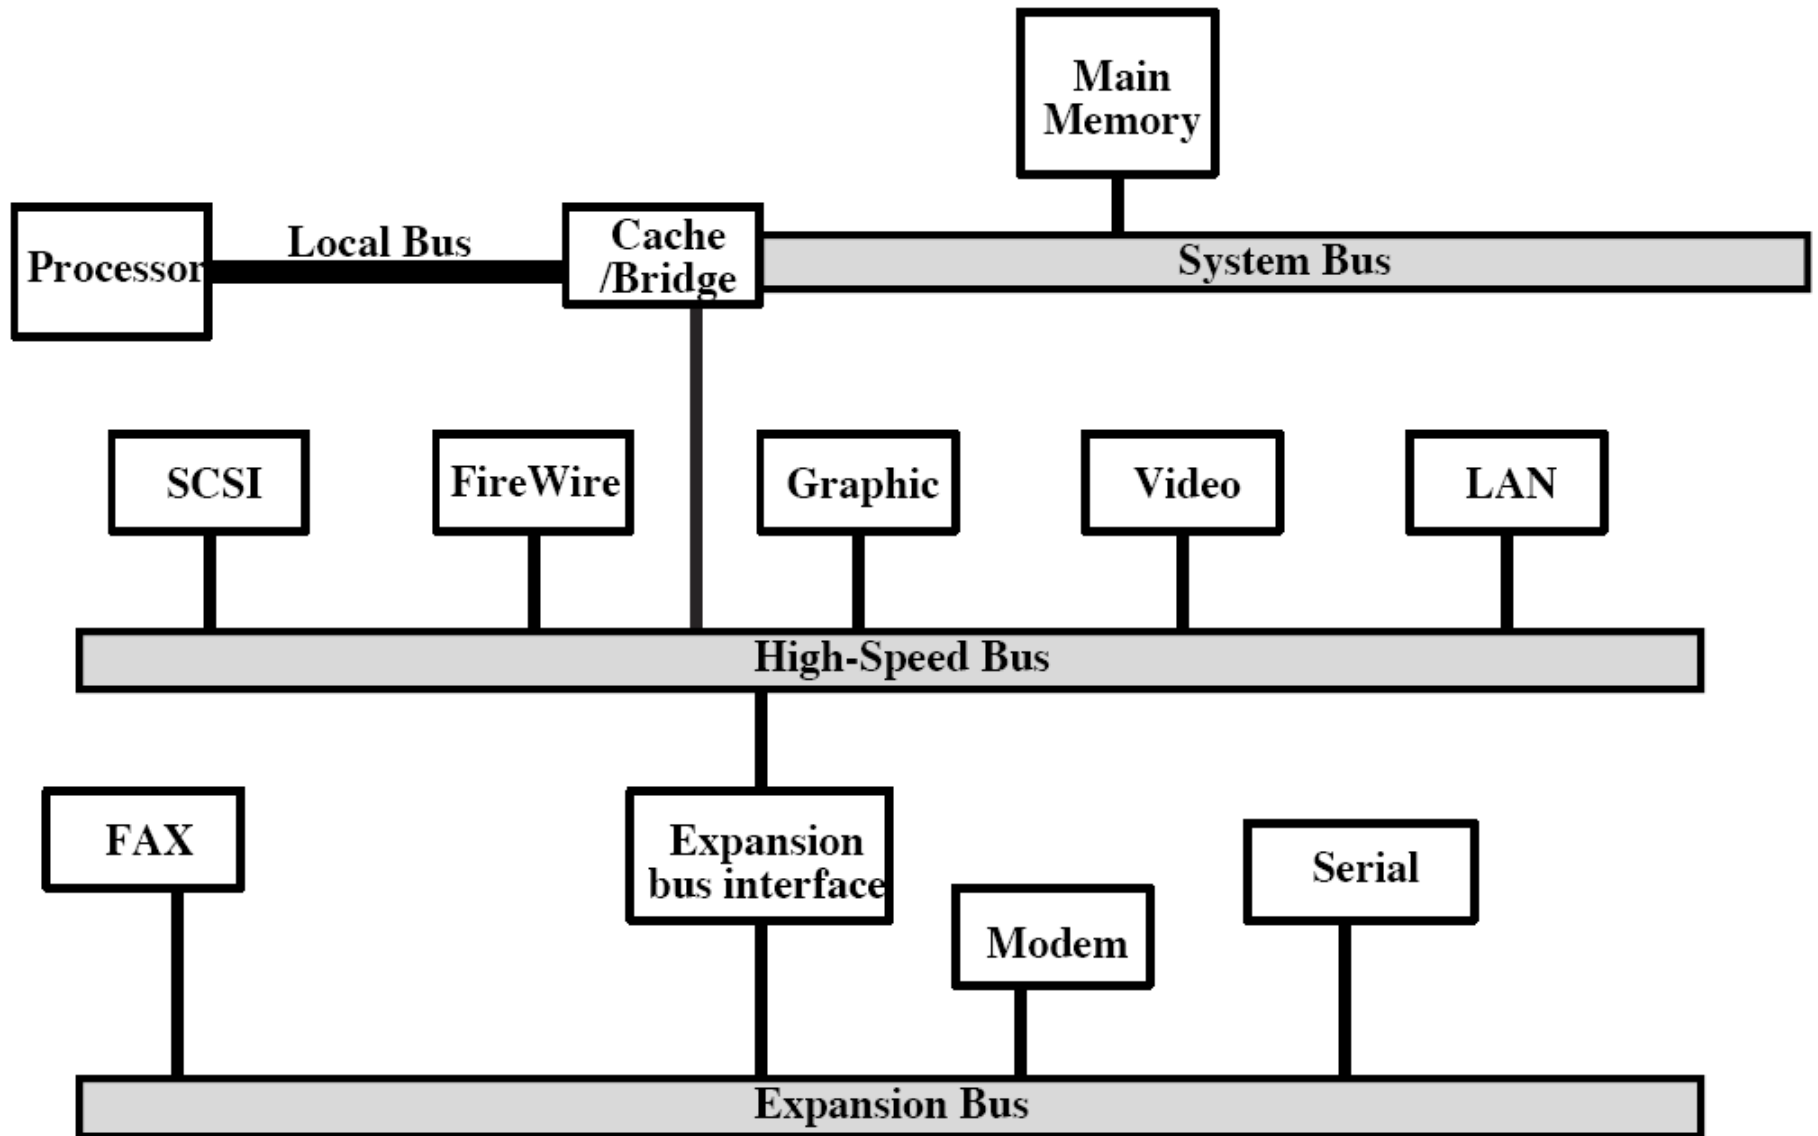 Main
Memory
Processor
Local Bus
Cache
/Bridge
System Bus
SCSI
FireWire
Graphic
Video
LAN
High-Speed Bus
FAX
Expansion
bus interface
Modem
Serial
Expansion Bus